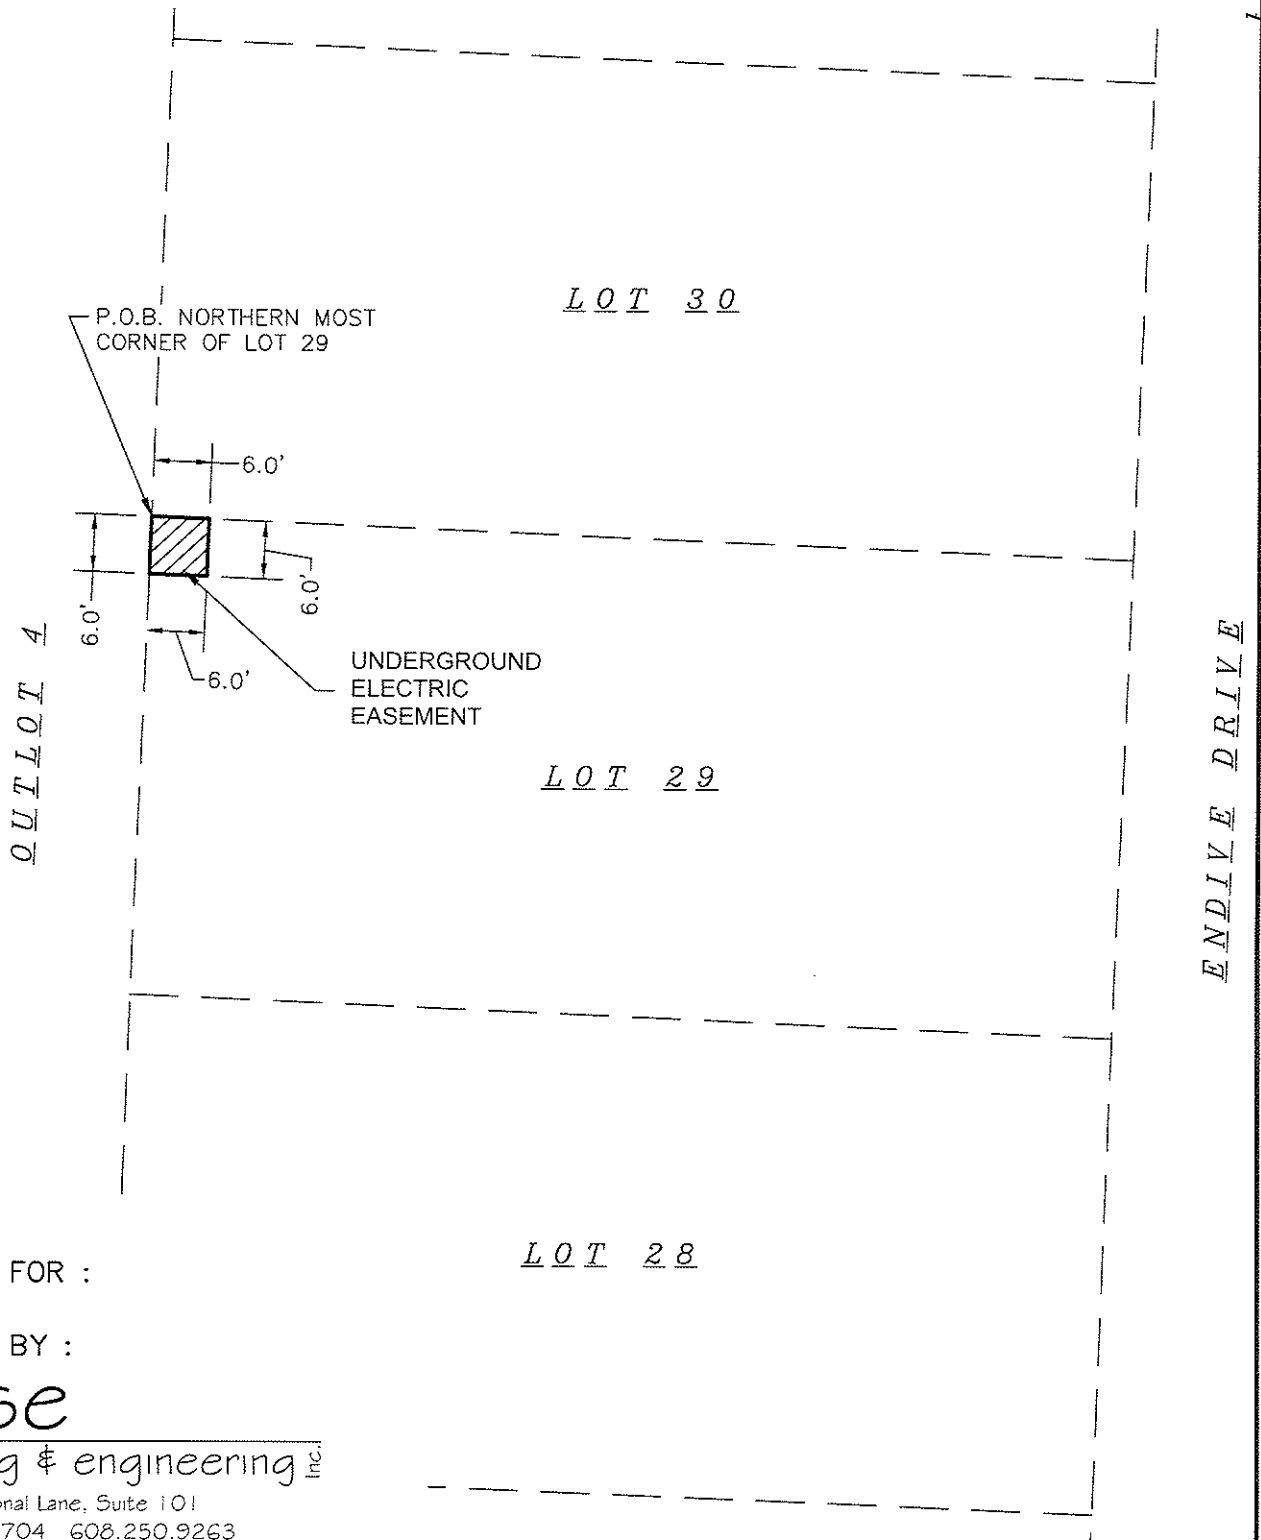 LOT 30
P.O.B. NORTHERN MOST
CORNER OF LOT 29
6.0'
6.0'
6.0'
6.0'
UNDERGROUND
ELECTRIC
EASEMENT
OUTLOT 4
LOT 29
ENDIVE DRIVE
LOT 28
FOR :
BY :
se
g & engineering Inc.
onal Lane, Suite 101
704 608.250.9263